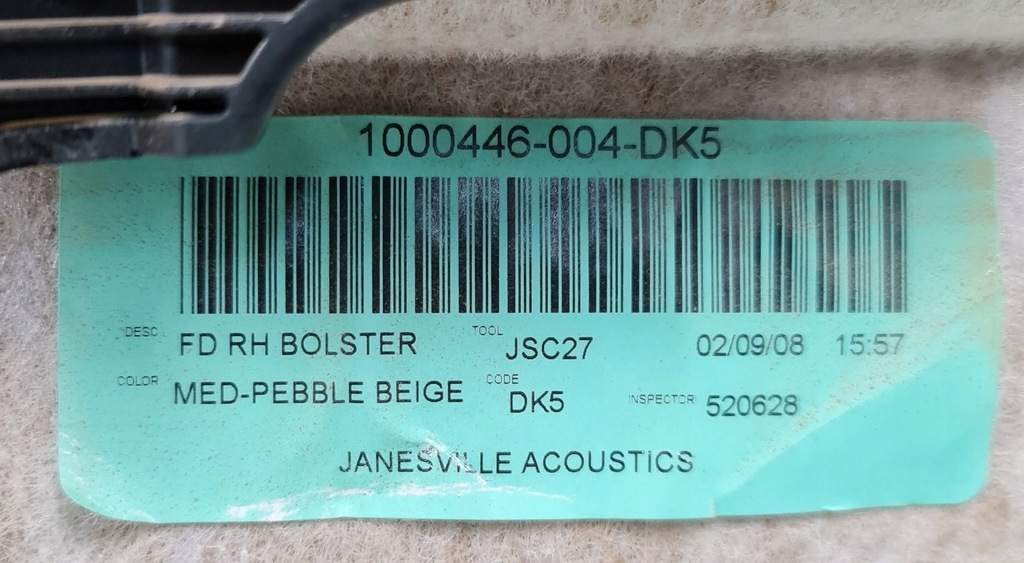 1000446-004-DK5
DESC FD RH BOLSTER TOOL JSC27 02/09/08 15:57
COLOR MED-PEBBLE BEIGE CODE DK5 INSPECTOR 520628
JANESVILLE ACOUSTICS